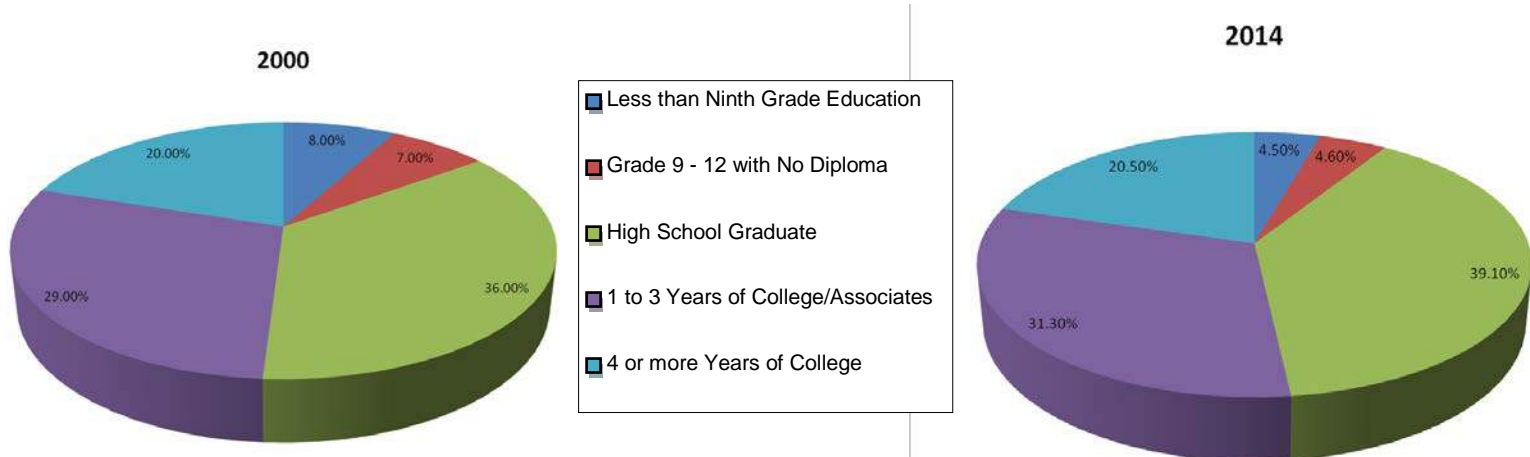 2000
8.00%
7.00%
36.00%
29.00%
20.00%
Less than Ninth Grade Education
Grade 9 - 12 with No Diploma
High School Graduate
1 to 3 Years of College/Associates
4 or more Years of College
2014
4.50%
4.60%
39.10%
31.30%
20.50%